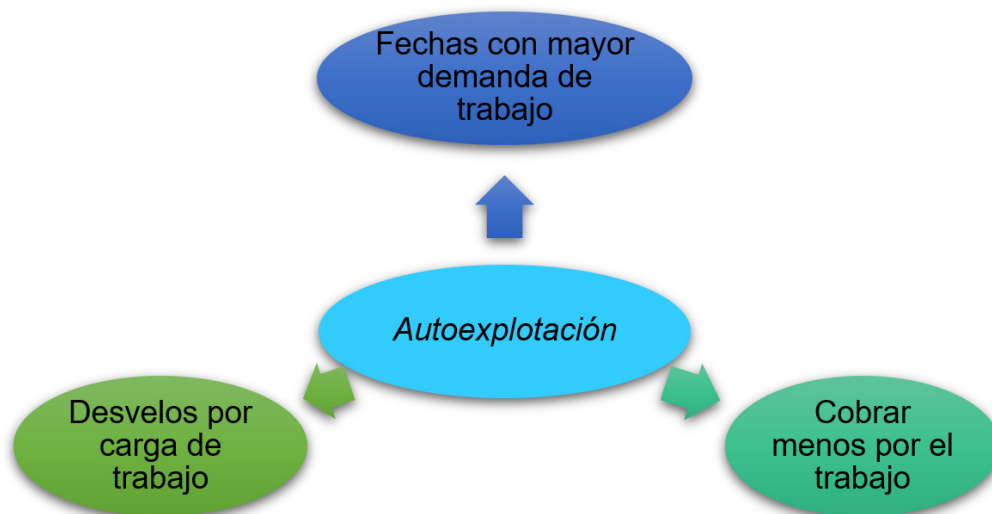 Fechas con mayor
demanda de
trabajo
Autoexplotación
Desvelos por
carga de
trabajo
Cobrar
menos por el
trabajo